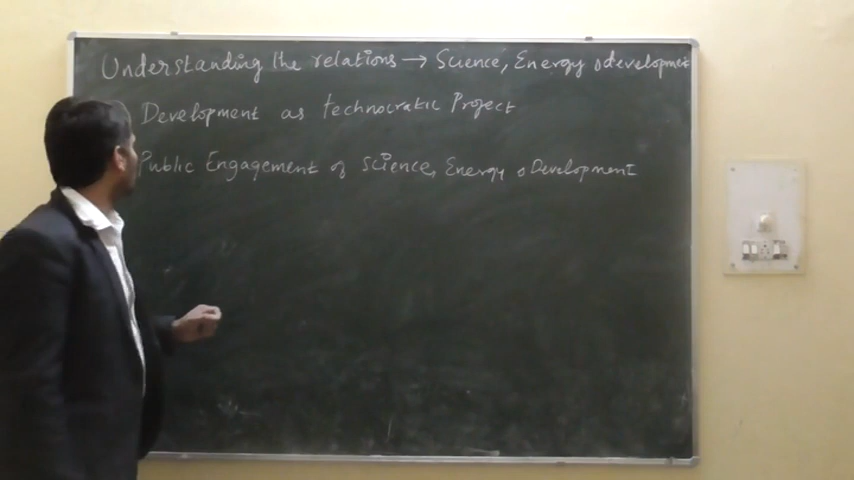 Understanding the relations → Science, Energy & development
Development as technocratic Project
Public Engagement of Science, Energy & Development